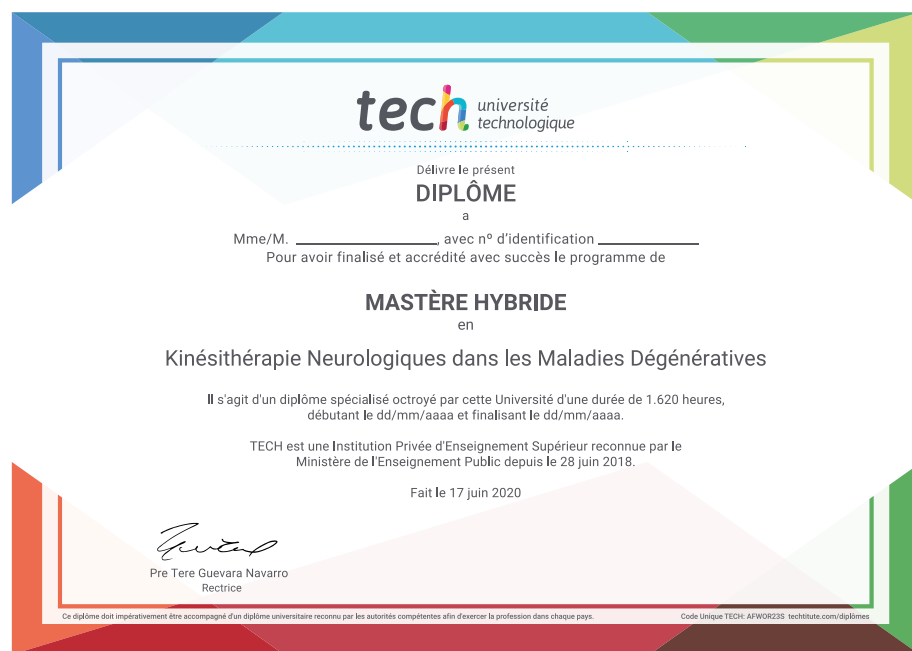 tech université
technologique
Délivre le présent
DIPLÔME
a
Mme/M. ____________________, avec nº d'identification ______________
Pour avoir finalisé et accrédité avec succès le programme de
MASTÈRE HYBRIDE
en
Kinésithérapie Neurologiques dans les Maladies Dégénératives
Il s'agit d'un diplôme spécialisé octroyé par cette Université d'une durée de 1.620 heures,
débutant le dd/mm/aaaa et finalisant le dd/mm/aaaa.
TECH est une Institution Privée d'Enseignement Supérieur reconnue par le
Ministère de l'Enseignement Public depuis le 28 juin 2018.
Fait le 17 juin 2020
Pre Tere Guevara Navarro
Rectrice
Ce diplôme doit impérativement être accompagné d'un diplôme universitaire reconnu par les autorités compétentes afin d'exercer la profession dans chaque pays.
Code Unique TECH: AFWOR23S techtitute.com/diplômes